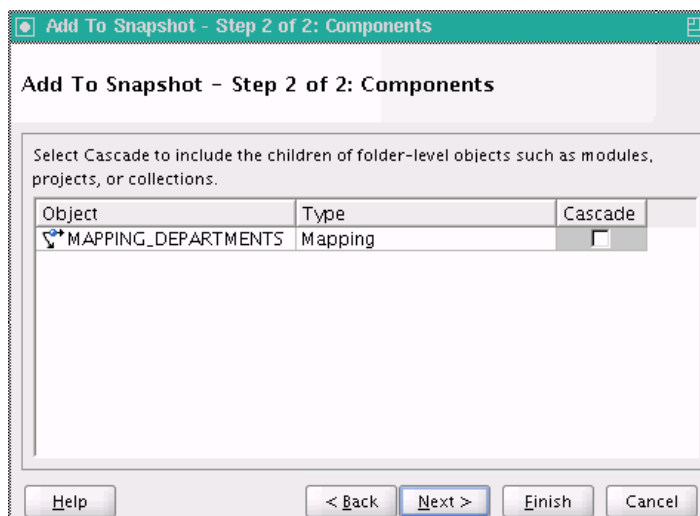 Add To Snapshot - Step 2 of 2: Components
Add To Snapshot - Step 2 of 2: Components
Select Cascade to include the children of folder-level objects such as modules,
projects, or collections.
Object Type Cascade
MAPPING_DEPARTMENTS Mapping
Help < Back Next > Finish Cancel